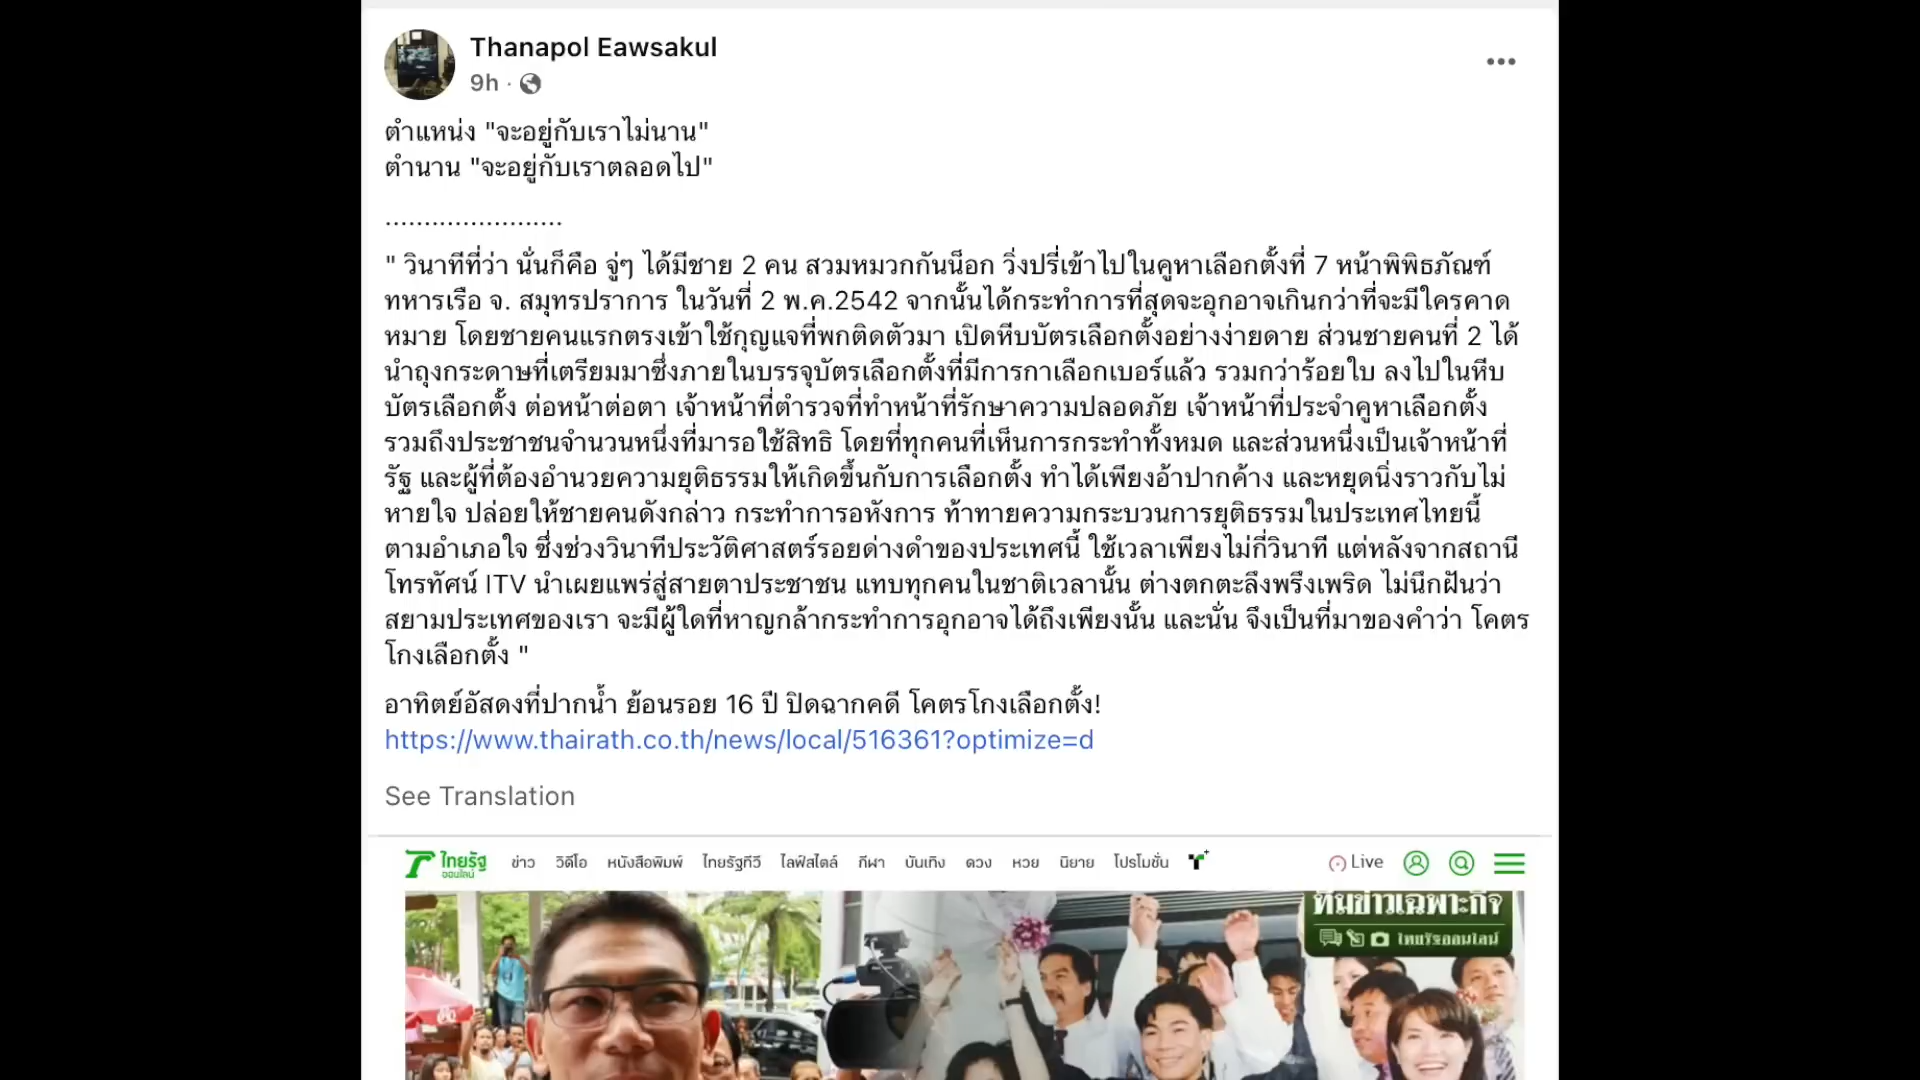 Thanapol Eawsakul
9h ·
ตำแหน่ง "จะอยู่กับเราไม่นาน"
ตำนาน "จะอยู่กับเราตลอดไป"
.......................
" วินาทีที่ว่า นั่นก็คือ จู่ๆ ได้มีชาย 2 คน สวมหมวกกันน็อก วิ่งปรี่เข้าไปในคูหาเลือกตั้งที่ 7 หน้าพิพิธภัณฑ์
ทหารเรือ จ. สมุทรปราการ ในวันที่ 2 พ.ค.2542 จากนั้นได้กระทำการที่สุดจะอุกอาจเกินกว่าที่จะมีใครคาด
หมาย โดยชายคนแรกตรงเข้าใช้กุญแจที่พกติดตัวมา เปิดหีบบัตรเลือกตั้งอย่างง่ายดาย ส่วนชายคนที่ 2 ได้
นำถุงกระดาษที่เตรียมมาซึ่งภายในบรรจุบัตรเลือกตั้งที่มีการกาเลือกเบอร์แล้ว รวมกว่าร้อยใบ ลงไปในหีบ
บัตรเลือกตั้ง ต่อหน้าต่อตา เจ้าหน้าที่ตำรวจที่ทำหน้าที่รักษาความปลอดภัย เจ้าหน้าที่ประจำคูหาเลือกตั้ง
รวมถึงประชาชนจำนวนหนึ่งที่มารอใช้สิทธิ โดยที่ทุกคนที่เห็นการกระทำทั้งหมด และส่วนหนึ่งเป็นเจ้าหน้าที่
รัฐ และผู้ที่ต้องอำนวยความยุติธรรมให้เกิดขึ้นกับการเลือกตั้ง ทำได้เพียงอ้าปากค้าง และหยุดนิ่งราวกับไม่
หายใจ ปล่อยให้ชายคนดังกล่าว กระทำการอหังการ ท้าทายความกระบวนการยุติธรรมในประเทศไทยนี้
ตามอำเภอใจ ซึ่งช่วงวินาทีประวัติศาสตร์รอยด่างดำของประเทศนี้ ใช้เวลาเพียงไม่กี่วินาที แต่หลังจากสถานี
โทรทัศน์ ITV นำเผยแพร่สู่สายตาประชาชน แทบทุกคนในชาติเวลานั้น ต่างตกตะลึงพรึงเพริด ไม่นึกฝันว่า
สยามประเทศของเรา จะมีผู้ใดที่หาญกล้ากระทำการอุกอาจได้ถึงเพียงนั้น และนั่น จึงเป็นที่มาของคำว่า โคตร
โกงเลือกตั้ง "
อาทิตย์อัสดงที่ปากน้ำ ย้อนรอย 16 ปี ปิดฉากคดี โคตรโกงเลือกตั้ง!
https://www.thairath.co.th/news/local/516361?optimize=d
See Translation
ไทยรัฐ ออนไลน์ ข่าว วิดีโอ หนังสือพิมพ์ ไทยรัฐทีวี ไลฟ์สไตล์ กีฬา บันเทิง ดวง หวย นิยาย โปรโมชั่น Live
ทีมข่าวเฉพาะกิจ
ไทยรัฐออนไลน์